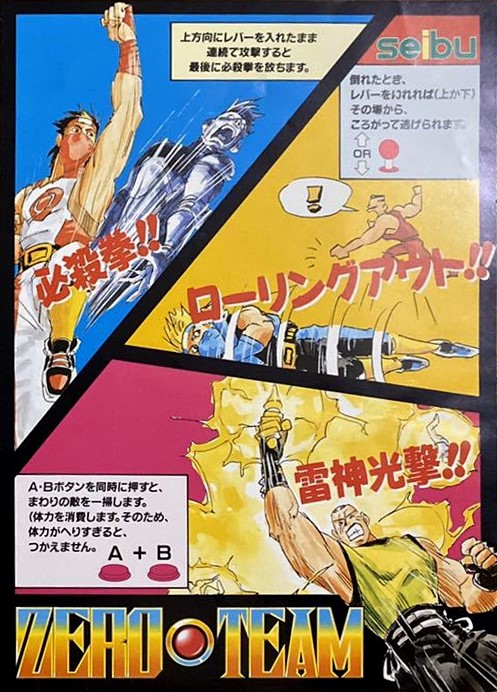 上方向にレバーを入れたまま
連続で攻撃すると
最後に必殺拳を放ちます。
seibu
倒れたとき、
レバーを入れれば(上か下)
その場から、
ころがって逃げられます。
OR
!
必殺拳!!
ローリングアウト!!
雷神光撃!!
A・Bボタンを同時に押すと、
まわりの敵を一掃します。
(体力を消費します。そのため、
体力がへりすぎると、
つかえません。
A + B
ZERO TEAM